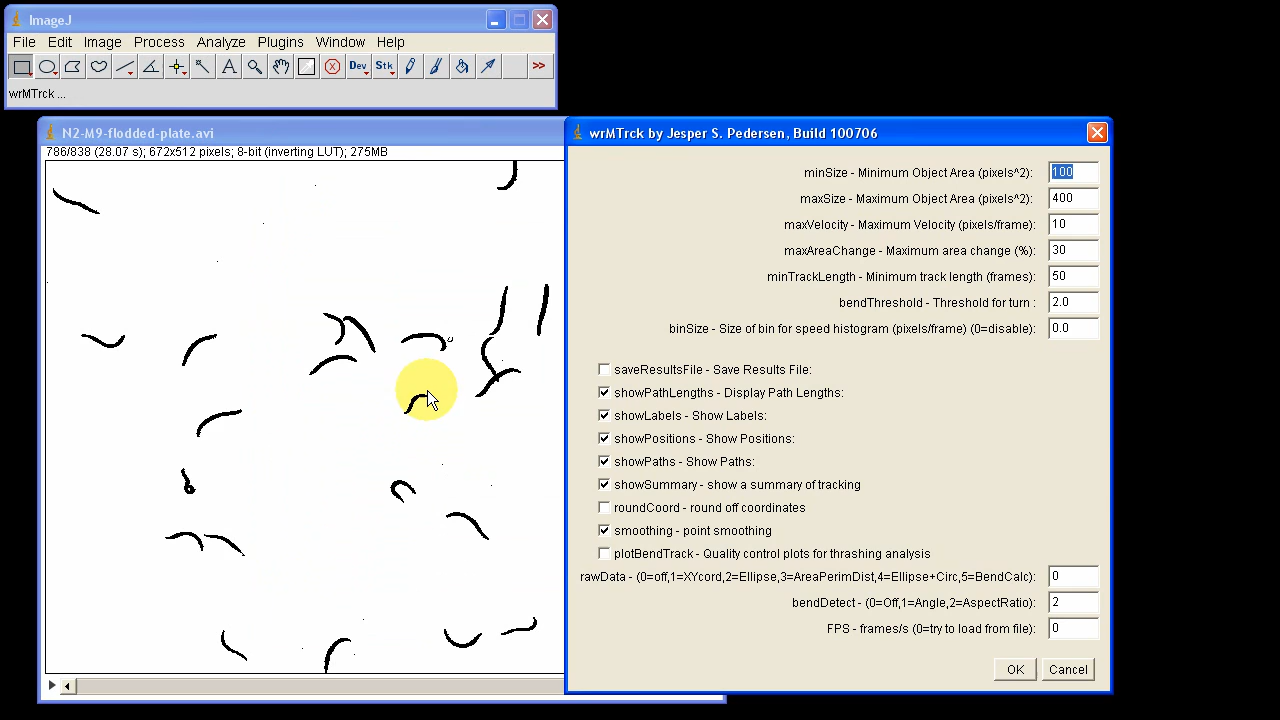 ImageJ
File Edit Image Process Analyze Plugins Window Help
A Dev Stk >>
wrMTrck ...
N2-M9-flodded-plate.avi
786/838 (28.07 s); 672x512 pixels; 8-bit (inverting LUT); 275MB
wrMTrck by Jesper S. Pedersen, Build 100706
minSize - Minimum Object Area (pixels^2): 100
maxSize - Maximum Object Area (pixels^2): 400
maxVelocity - Maximum Velocity (pixels/frame): 10
maxAreaChange - Maximum area change (%): 30
minTrackLength - Minimum track length (frames): 50
bendThreshold - Threshold for turn : 2.0
binSize - Size of bin for speed histogram (pixels/frame) (0=disable): 0.0
saveResultsFile - Save Results File:
showPathLengths - Display Path Lengths:
showLabels - Show Labels:
showPositions - Show Positions:
showPaths - Show Paths:
showSummary - show a summary of tracking
roundCoord - round off coordinates
smoothing - point smoothing
plotBendTrack - Quality control plots for thrashing analysis
rawData - (0=off,1=XYcord,2=Ellipse,3=AreaPerimDist,4=Ellipse+Circ,5=BendCalc): 0
bendDetect - (0=Off,1=Angle,2=AspectRatio): 2
FPS - frames/s (0=try to load from file): 0
OK Cancel